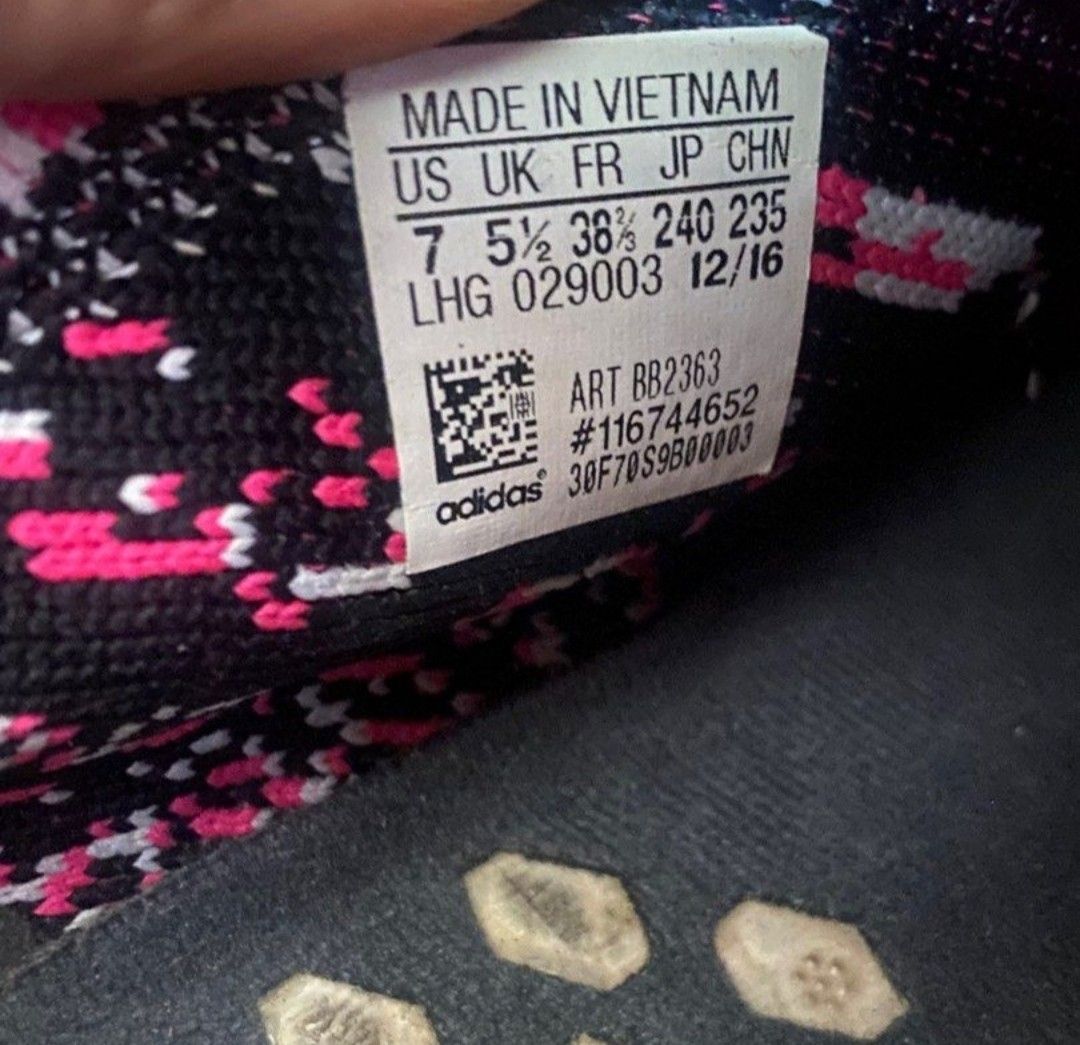 MADE IN VIETNAM
US UK FR JP CHN
7 5½ 38⅔ 240 235
LHG 029003 12/16
ART BB2363
#116744652
30F70S9B00003
adidas®